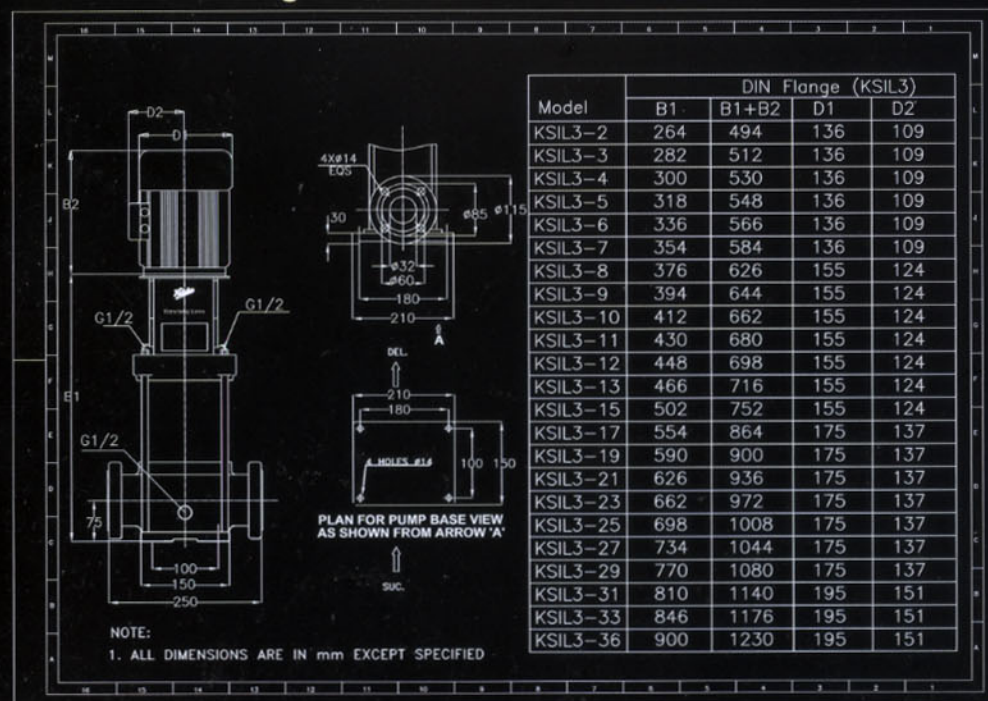 Model
DIN Flange (KSIL3)
B1 B1+B2 D1 D2
KSIL3-2 264 494 136 109
KSIL3-3 282 512 136 109
KSIL3-4 300 530 136 109
KSIL3-5 318 548 136 109
KSIL3-6 336 566 136 109
KSIL3-7 354 584 136 109
KSIL3-8 376 626 155 124
KSIL3-9 394 644 155 124
KSIL3-10 412 662 155 124
KSIL3-11 430 680 155 124
KSIL3-12 448 698 155 124
KSIL3-13 466 716 155 124
KSIL3-15 502 752 155 124
KSIL3-17 554 864 175 137
KSIL3-19 590 900 175 137
KSIL3-21 626 936 175 137
KSIL3-23 662 972 175 137
KSIL3-25 698 1008 175 137
KSIL3-27 734 1044 175 137
KSIL3-29 770 1080 175 137
KSIL3-31 810 1140 195 151
KSIL3-33 846 1176 195 151
KSIL3-36 900 1230 195 151
D2
D1
B2
G1/2
G1/2
B1
G1/2
75
100
150
250
4Xø14
EQS
30
ø85
ø115
ø32
ø60
180
210
A
DEL.
210
180
4 HOLES ø14
100
150
PLAN FOR PUMP BASE VIEW
AS SHOWN FROM ARROW 'A'
SUC.
NOTE:
1. ALL DIMENSIONS ARE IN mm EXCEPT SPECIFIED